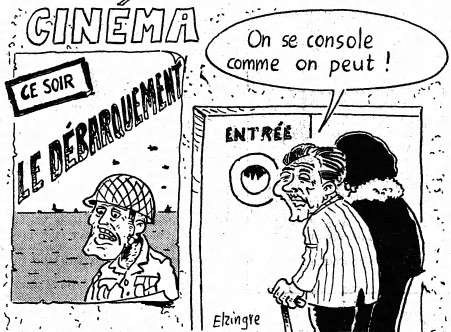 CINÉMA
CE SOIR
LE DÉBARQUEMENT
On se console
comme on peut !
ENTRÉE
Elzingre